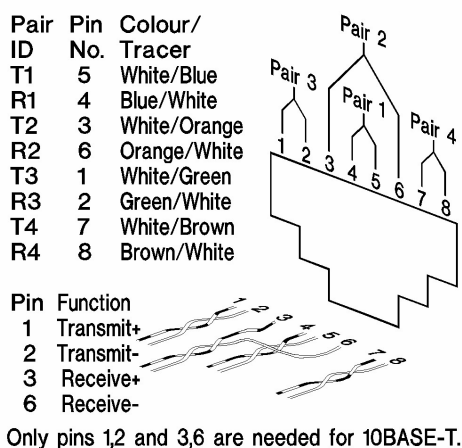 Pair Pin Colour/
ID No. Tracer
T1 5 White/Blue
R1 4 Blue/White
T2 3 White/Orange
R2 6 Orange/White
T3 1 White/Green
R3 2 Green/White
T4 7 White/Brown
R4 8 Brown/White
Pair 2
Pair 3
Pair 1
Pair 4
1 2 3 4 5 6 7 8
Pin Function
1 Transmit+
2 Transmit-
3 Receive+
6 Receive-
1 2 3 4 5 6 7 8
Only pins 1,2 and 3,6 are needed for 10BASE-T.